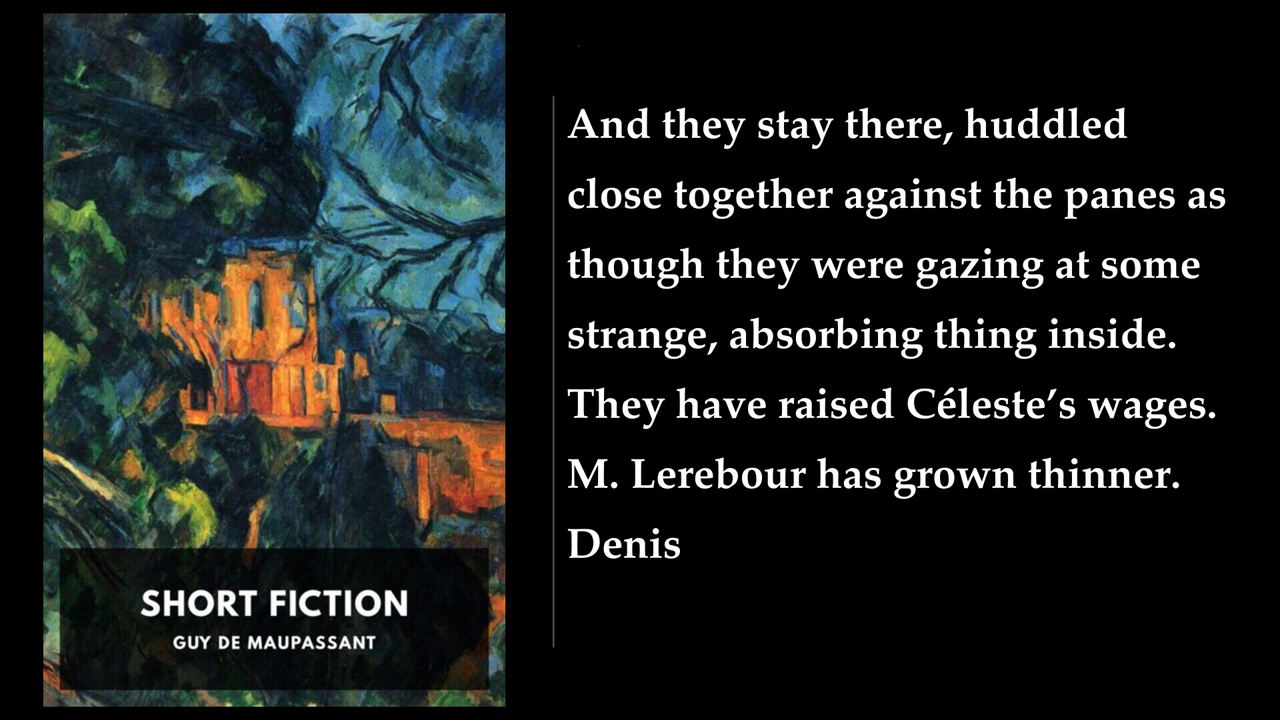 SHORT FICTION
GUY DE MAUPASSANT
And they stay there, huddled
close together against the panes as
though they were gazing at some
strange, absorbing thing inside.
They have raised Céleste’s wages.
M. Lerebour has grown thinner.
Denis